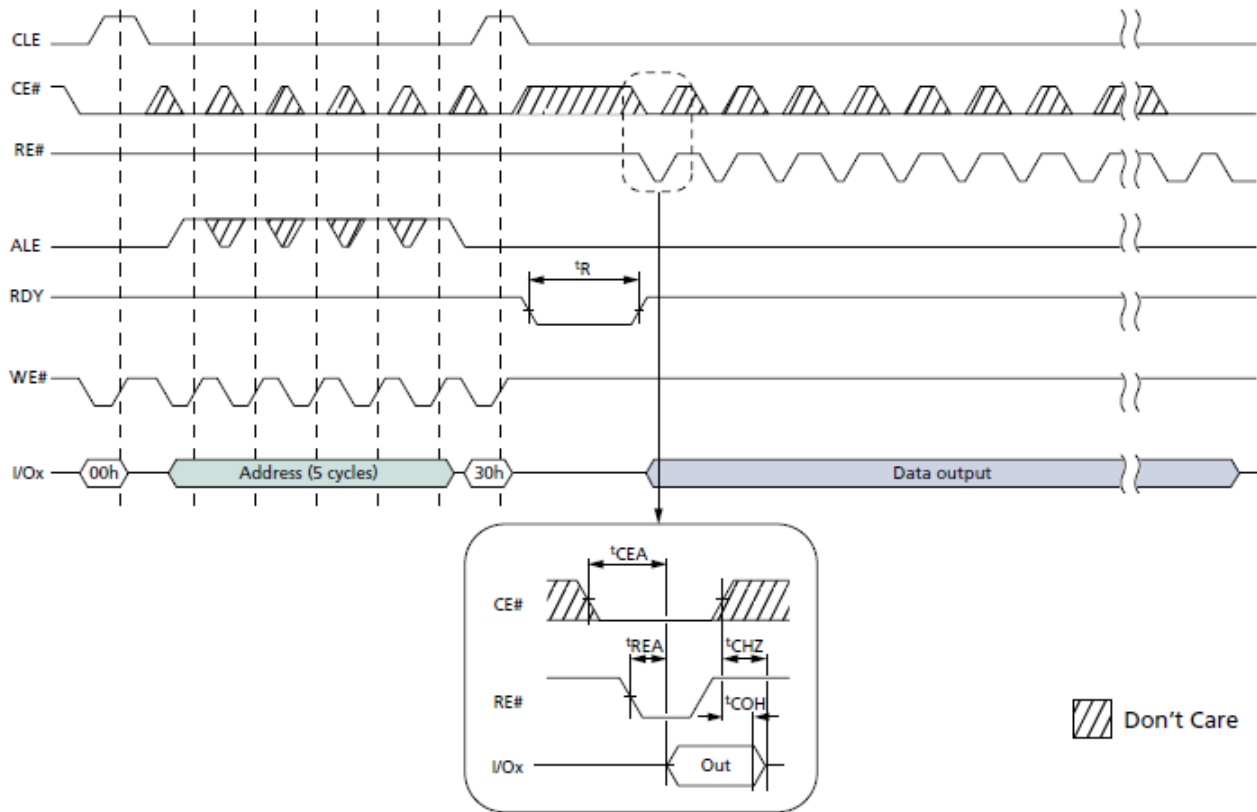 CLE
CE#
RE#
ALE
tR
RDY
WE#
I/Ox
00h
Address (5 cycles)
30h
Data output
tCEA
CE#
tREA
tCHZ
RE#
tCOH
I/Ox
Out
Don't Care